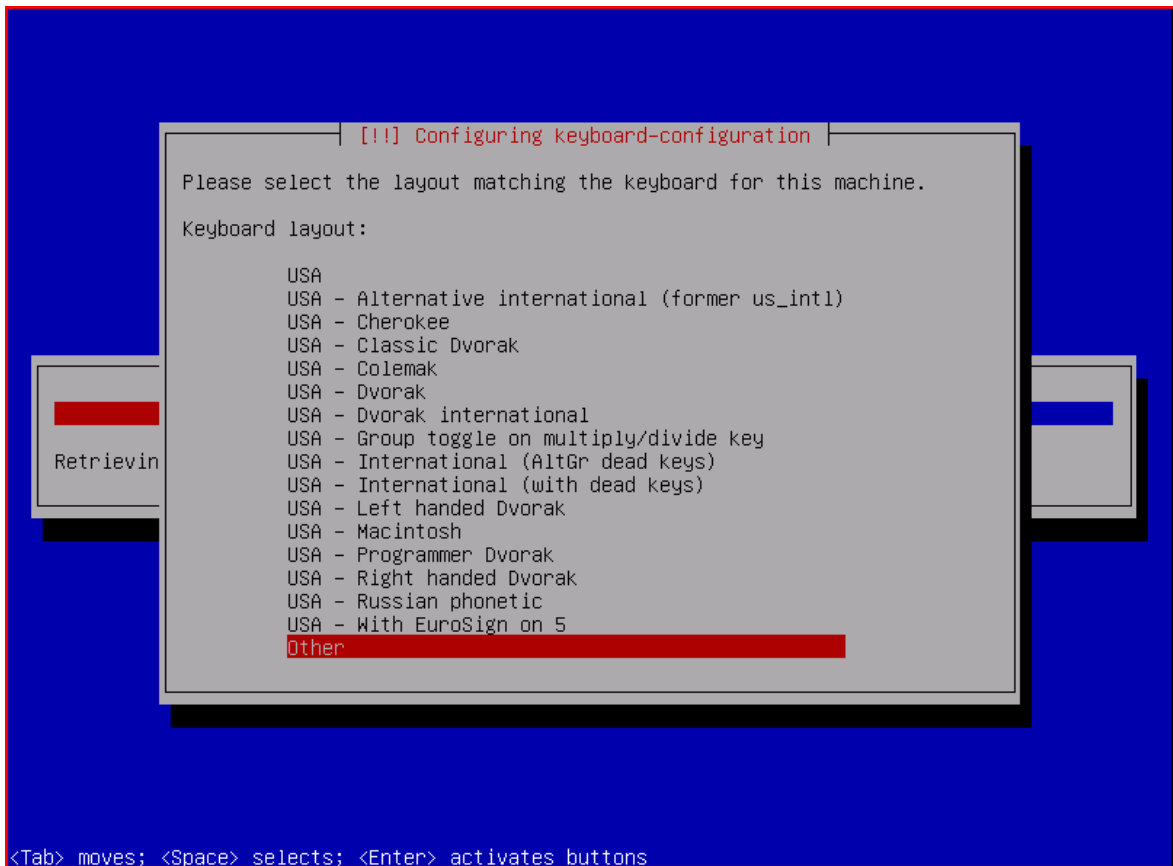 [!!] Configuring keyboard-configuration
Please select the layout matching the keyboard for this machine.
Keyboard layout:
USA
USA - Alternative international (former us_intl)
USA - Cherokee
USA - Classic Dvorak
USA - Colemak
USA - Dvorak
USA - Dvorak international
USA - Group toggle on multiply/divide key
Retrievin
USA - International (AltGr dead keys)
USA - International (with dead keys)
USA - Left handed Dvorak
USA - Macintosh
USA - Programmer Dvorak
USA - Right handed Dvorak
USA - Russian phonetic
USA - With EuroSign on 5
Other
<Tab> moves; <Space> selects; <Enter> activates buttons